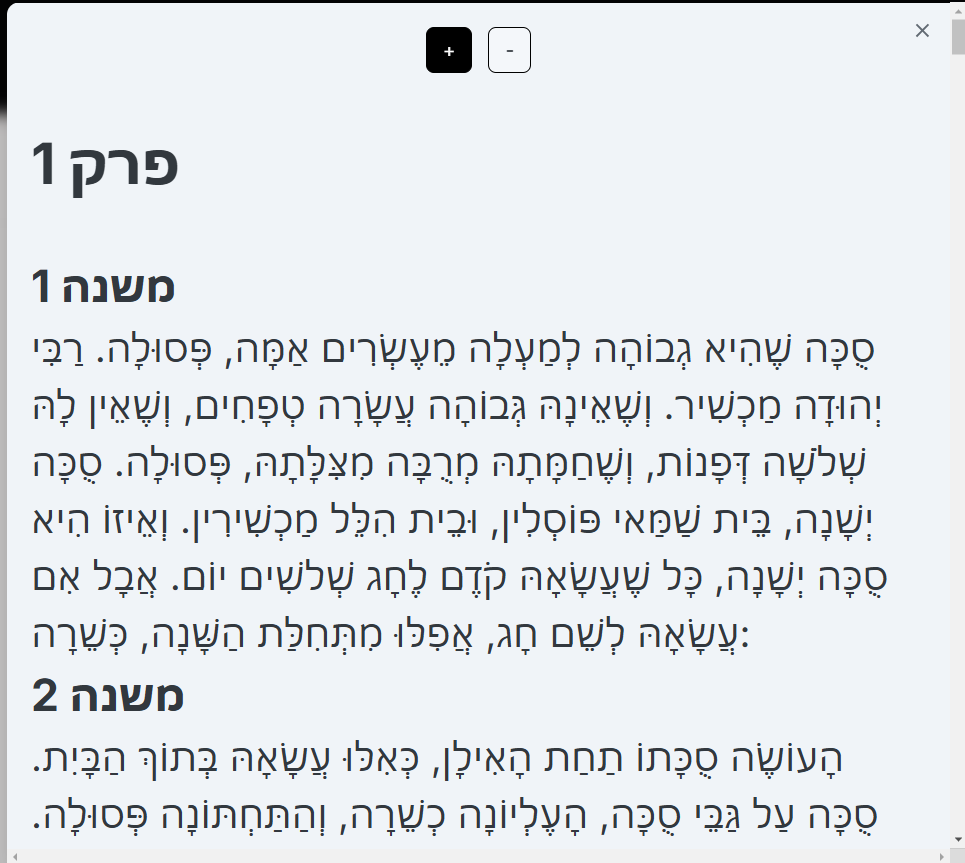 + -
פרק 1
משנה 1
סֻכָּה שֶׁהִיא גְבוֹהָה לְמַעְלָה מֵעֶשְׂרִים אַמָּה, פְּסוּלָה. רַבִּי
יְהוּדָה מַכְשִׁיר. וְשֶׁאֵינָהּ גְּבוֹהָה עֲשָׂרָה טְפָחִים, וְשֶׁאֵין לָהּ
שְׁלֹשָׁה דְּפָנוֹת, וְשֶׁחַמָּתָהּ מְרֻבָּה מִצִּלָּתָהּ, פְּסוּלָה. סֻכָּה
יְשָׁנָה, בֵּית שַׁמַּאי פּוֹסְלִין, וּבֵית הִלֵּל מַכְשִׁירִין. וְאֵיזוֹ הִיא
סֻכָּה יְשָׁנָה, כָּל שֶׁעֲשָׂאָהּ קֹדֶם לֶחָג שְׁלֹשִׁים יוֹם. אֲבָל אִם
עֲשָׂאָהּ לְשֵׁם חָג, אֲפִלּוּ מִתְּחִלַּת הַשָּׁנָה, כְּשֵׁרָה:
משנה 2
הָעוֹשֶׂה סֻכָּתוֹ תַּחַת הָאִילָן, כְּאִלּוּ עֲשָׂאָהּ בְּתוֹךְ הַבָּיִת.
סֻכָּה עַל גַּבֵּי סֻכָּה, הָעֶלְיוֹנָה כְשֵׁרָה, וְהַתַּחְתּוֹנָה פְּסוּלָה.